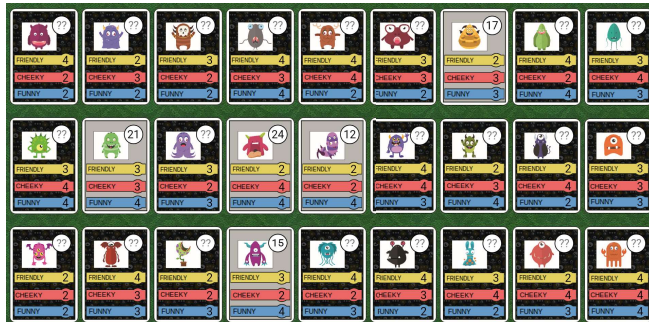 ?? ?? ?? ?? ?? ?? 17 ?? ??
FRIENDLY 4 FRIENDLY 2 FRIENDLY 3 FRIENDLY 4 FRIENDLY 4 FRIENDLY 3 FRIENDLY 2 FRIENDLY 4 FRIENDLY 3
CHEEKY 2 CHEEKY 3 CHEEKY 3 CHEEKY 4 CHEEKY 3 CHEEKY 2 CHEEKY 3 CHEEKY 4 CHEEKY 4
FUNNY 2 FUNNY 2 FUNNY 3 FUNNY 3 FUNNY 3 FUNNY 3 FUNNY 3 FUNNY 2 FUNNY 3
?? 21 ?? 24 12 ?? ?? ?? ??
FRIENDLY 3 FRIENDLY 3 FRIENDLY 3 FRIENDLY 2 FRIENDLY 2 FRIENDLY 4 FRIENDLY 2 FRIENDLY 2 FRIENDLY 3
CHEEKY 4 CHEEKY 3 CHEEKY 2 CHEEKY 4 CHEEKY 2 CHEEKY 3 CHEEKY 2 CHEEKY 4 CHEEKY 3
FUNNY 4 FUNNY 4 FUNNY 4 FUNNY 4 FUNNY 2 FUNNY 3 FUNNY 4 FUNNY 4 FUNNY 3
?? ?? ?? 15 ?? ?? ?? ?? ??
FRIENDLY 2 FRIENDLY 4 FRIENDLY 2 FRIENDLY 3 FRIENDLY 4 FRIENDLY 4 FRIENDLY 4 FRIENDLY 2 FRIENDLY 4
CHEEKY 2 CHEEKY 3 CHEEKY 3 CHEEKY 2 CHEEKY 4 CHEEKY 3 CHEEKY 3 CHEEKY 2 CHEEKY 4
FUNNY 2 FUNNY 3 FUNNY 2 FUNNY 4 FUNNY 3 FUNNY 3 FUNNY 3 FUNNY 3 FUNNY 4